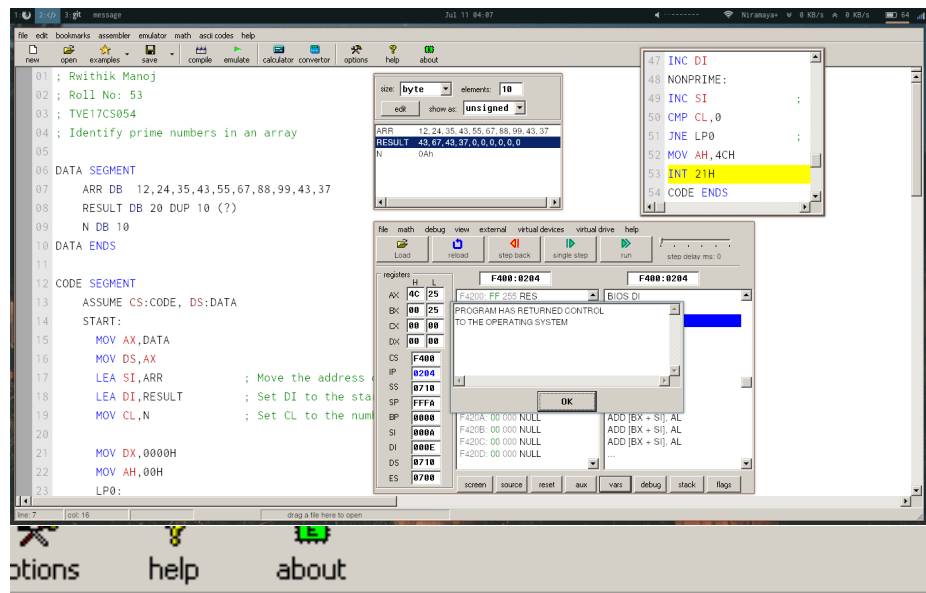 1: 2:</> 3:git message Jul 11 04:07 Niramaya+ 0 KB/s 0 KB/s 64
file edit bookmarks assembler emulator math ascii codes help
new open examples save compile emulate calculator convertor options help about
01 ; Rwithik Manoj
02 ; Roll No: 53
03 ; TVE17CS054
04 ; Identify prime numbers in an array
05
06 DATA SEGMENT
07 ARR DB 12,24,35,43,55,67,88,99,43,37
08 RESULT DB 20 DUP 10 (?)
09 N DB 10
10 DATA ENDS
11
12 CODE SEGMENT
13 ASSUME CS:CODE, DS:DATA
14 START:
15 MOV AX,DATA
16 MOV DS,AX
17 LEA SI,ARR ; Move the address
18 LEA DI,RESULT ; Set DI to the
19 MOV CL,N ; Set CL to the
20
21 MOV DX,0000H
22 MOV AH,00H
23 LP0:
line: 7 col: 16 drag a file here to open
size: byte elements: 10
edit show as: unsigned
ARR 12, 24, 35, 43, 55, 67, 88, 99, 43, 37
RESULT 43, 67, 43, 37, 0, 0, 0, 0, 0, 0
N 0Ah
47 INC DI
48 NONPRIME:
49 INC SI ;
50 CMP CL,0
51 JNE LP0 ;
52 MOV AH,4CH
53 INT 21H
54 CODE ENDS
file math debug view external virtual devices virtual drive help
Load reload step back single step run step delay ms: 0
registers F400:0204 F400:0204
H L
AX 4C 25
BX 00 25
CX 00 00
DX 00 00
CS F400
IP 0204
SS 0710
SP FFFA
BP 0000
SI 000A
DI 000E
DS 0710
ES 0700
F4200: FF 255 RES BIOS DI
PROGRAM HAS RETURNED CONTROL
TO THE OPERATING SYSTEM
OK
F420A: 00 000 NULL ADD [BX + SI], AL
F420B: 00 000 NULL ADD [BX + SI], AL
F420C: 00 000 NULL ADD [BX + SI], AL
F420D: 00 000 NULL ...
screen source reset aux vars debug stack flags
help about